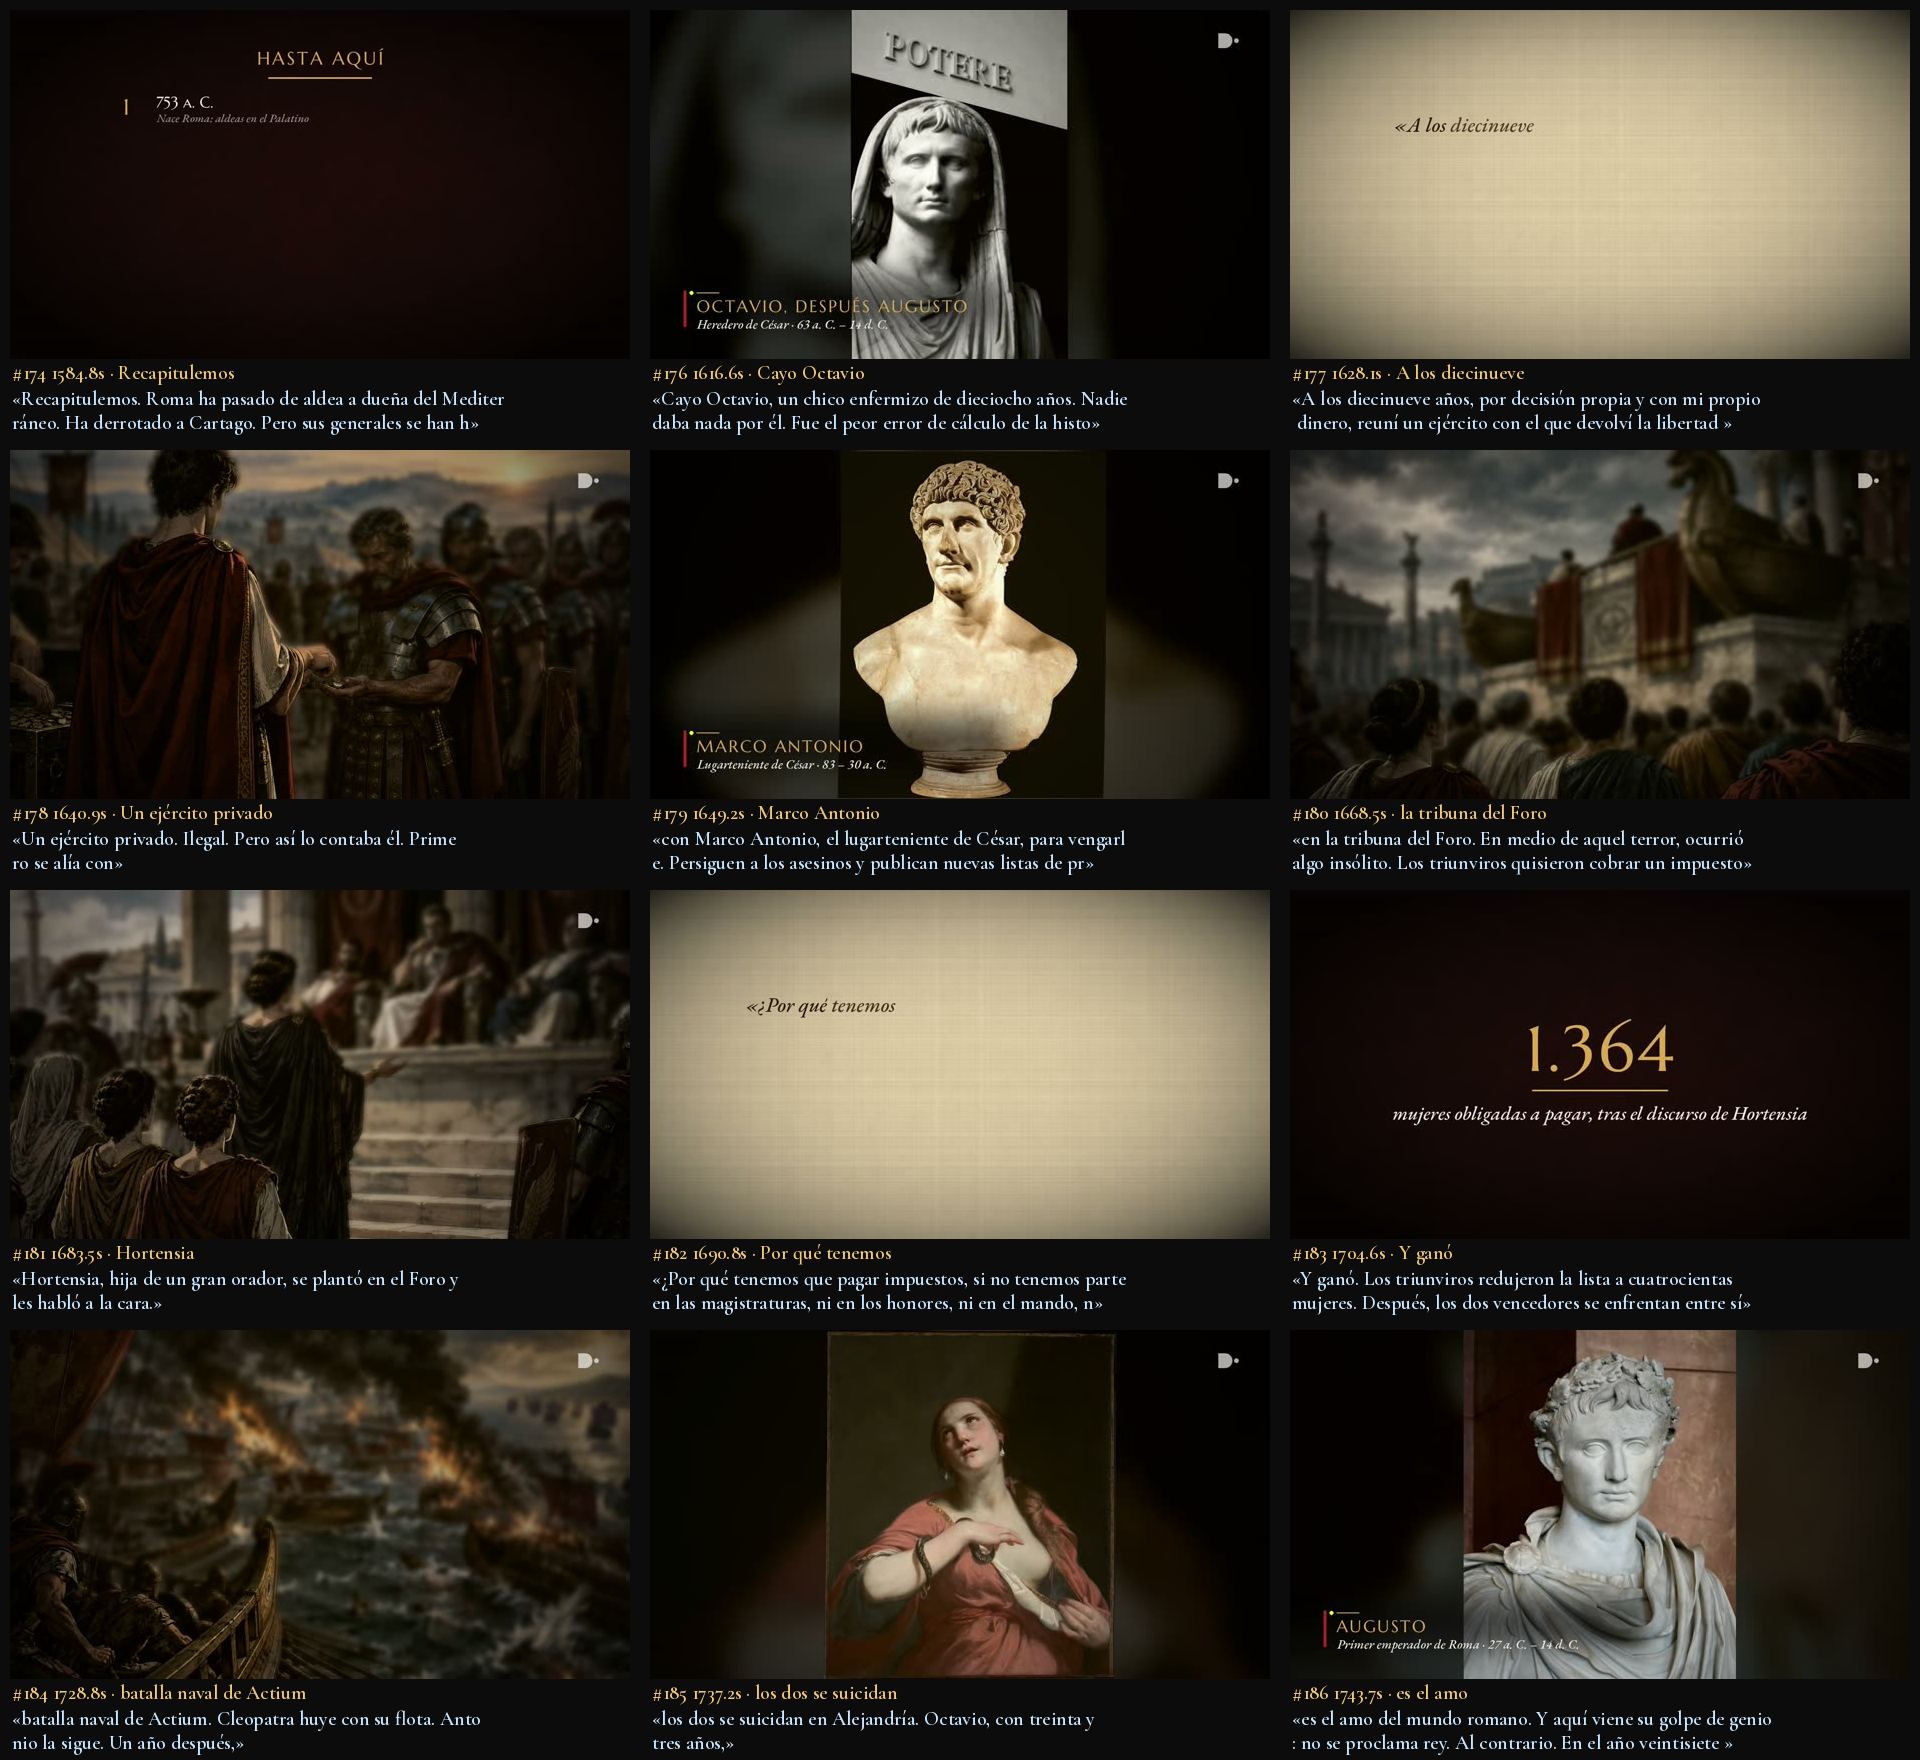 HASTA AQUÍ
1
753 A. C.
Nace Roma: aldeas en el Palatino
#174 1584.8s · Recapitulemos
«Recapitulemos. Roma ha pasado de aldea a dueña del Mediter
ráneo. Ha derrotado a Cartago. Pero sus generales se han h»
POTERE
OCTAVIO, DESPUÉS AUGUSTO
Heredero de César · 63 a. C. – 14 d. C.
#176 1616.6s · Cayo Octavio
«Cayo Octavio, un chico enfermizo de dieciocho años. Nadie
daba nada por él. Fue el peor error de cálculo de la histo»
«A los diecinueve
#177 1628.1s · A los diecinueve
«A los diecinueve años, por decisión propia y con mi propio
dinero, reuní un ejército con el que devolví la libertad »
#178 1640.9s · Un ejército privado
«Un ejército privado. Ilegal. Pero así lo contaba él. Prime
ro se alía con»
MARCO ANTONIO
Lugarteniente de César · 83 – 30 a. C.
#179 1649.2s · Marco Antonio
«con Marco Antonio, el lugarteniente de César, para vengarl
e. Persiguen a los asesinos y publican nuevas listas de pr»
#180 1668.5s · la tribuna del Foro
«en la tribuna del Foro. En medio de aquel terror, ocurrió
algo insólito. Los triunviros quisieron cobrar un impuesto»
#181 1683.5s · Hortensia
«Hortensia, hija de un gran orador, se plantó en el Foro y
les habló a la cara.»
«¿Por qué tenemos
#182 1690.8s · Por qué tenemos
«¿Por qué tenemos que pagar impuestos, si no tenemos parte
en las magistraturas, ni en los honores, ni en el mando, n»
1.364
mujeres obligadas a pagar, tras el discurso de Hortensia
#183 1704.6s · Y ganó
«Y ganó. Los triunviros redujeron la lista a cuatrocientas
mujeres. Después, los dos vencedores se enfrentan entre sí»
#184 1728.8s · batalla naval de Actium
«batalla naval de Actium. Cleopatra huye con su flota. Anto
nio la sigue. Un año después,»
#185 1737.2s · los dos se suicidan
«los dos se suicidan en Alejandría. Octavio, con treinta y
tres años,»
AUGUSTO
Primer emperador de Roma · 27 a. C. – 14 d. C.
#186 1743.7s · es el amo
«es el amo del mundo romano. Y aquí viene su golpe de genio
: no se proclama rey. Al contrario. En el año veintisiete »